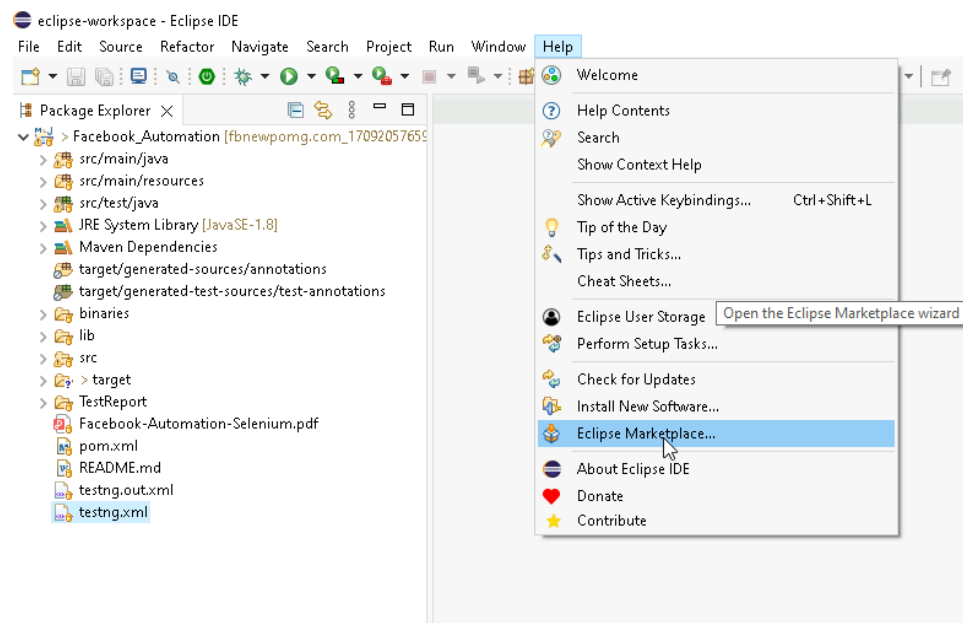 eclipse-workspace - Eclipse IDE
File Edit Source Refactor Navigate Search Project Run Window Help
Package Explorer
> Facebook_Automation [fbnewpomg.com_17092057659
src/main/java
src/main/resources
src/test/java
JRE System Library [JavaSE-1.8]
Maven Dependencies
target/generated-sources/annotations
target/generated-test-sources/test-annotations
binaries
lib
src
> target
TestReport
Facebook-Automation-Selenium.pdf
pom.xml
README.md
testng.out.xml
testng.xml
Welcome
Help Contents
Search
Show Context Help
Show Active Keybindings... Ctrl+Shift+L
Tip of the Day
Tips and Tricks...
Cheat Sheets...
Eclipse User Storage
Open the Eclipse Marketplace wizard
Perform Setup Tasks...
Check for Updates
Install New Software...
Eclipse Marketplace...
About Eclipse IDE
Donate
Contribute